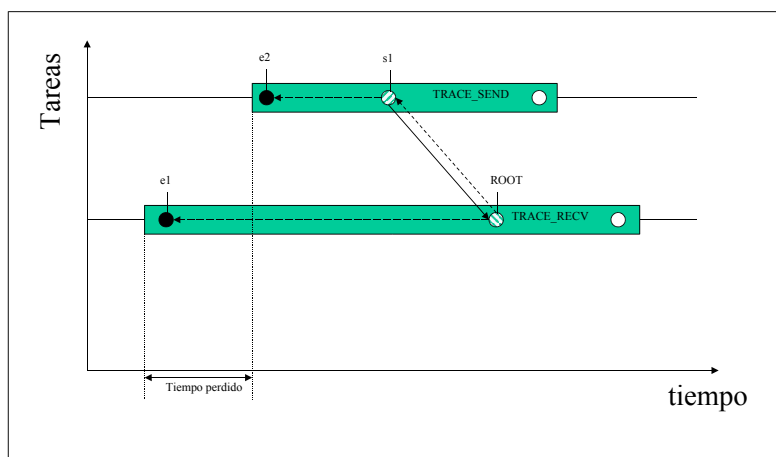 Tareas
e2
s1
TRACE_SEND
e1
ROOT
TRACE_RECV
Tiempo perdido
tiempo